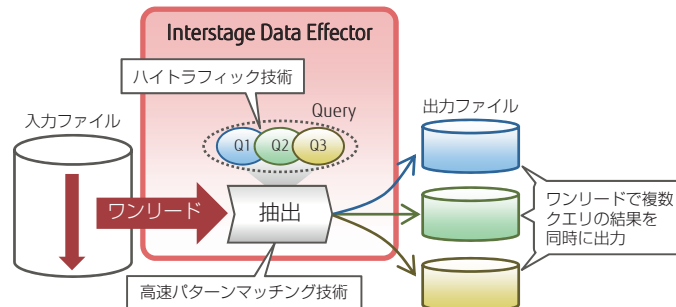 Interstage Data Effector
ハイトラフィック技術
Query
Q1
Q2
Q3
入力ファイル
ワンリード
抽出
高速パターンマッチング技術
出力ファイル
ワンリードで複数
クエリの結果を
同時に出力